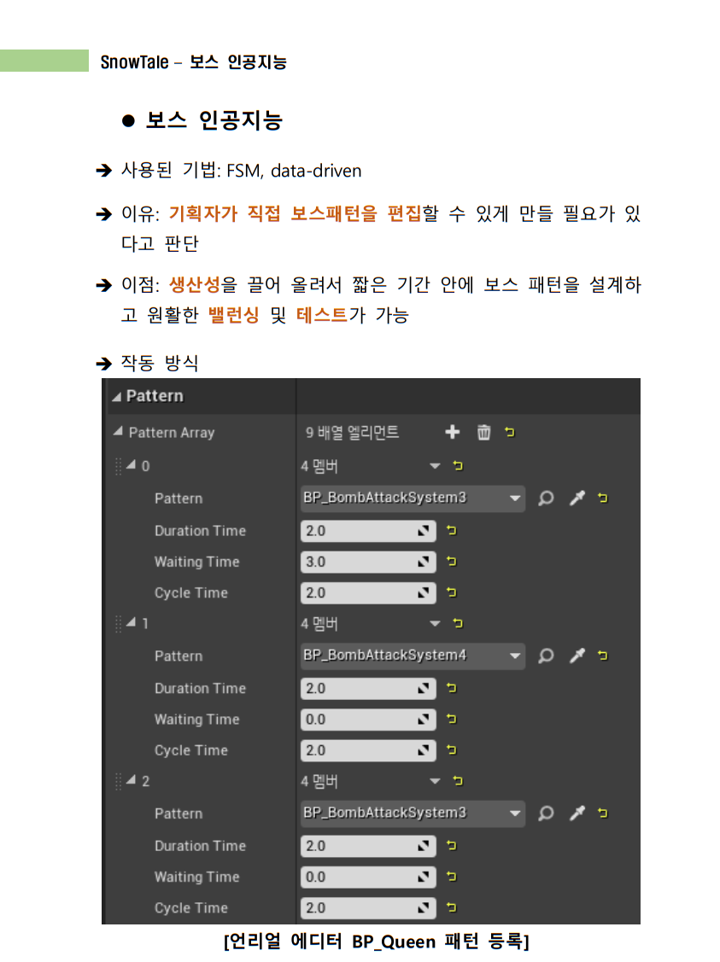 SnowTale – 보스 인공지능
● 보스 인공지능
➔ 사용된 기법: FSM, data-driven
➔ 이유: 기획자가 직접 보스패턴을 편집할 수 있게 만들 필요가 있
다고 판단
➔ 이점: 생산성을 끌어 올려서 짧은 기간 안에 보스 패턴을 설계하
고 원활한 밸런싱 및 테스트가 가능
➔ 작동 방식
Pattern
Pattern Array 9 배열 엘리먼트
0 4 멤버
Pattern BP_BombAttackSystem3
Duration Time 2.0
Waiting Time 3.0
Cycle Time 2.0
1 4 멤버
Pattern BP_BombAttackSystem4
Duration Time 2.0
Waiting Time 0.0
Cycle Time 2.0
2 4 멤버
Pattern BP_BombAttackSystem3
Duration Time 2.0
Waiting Time 0.0
Cycle Time 2.0
[언리얼 에디터 BP_Queen 패턴 등록]